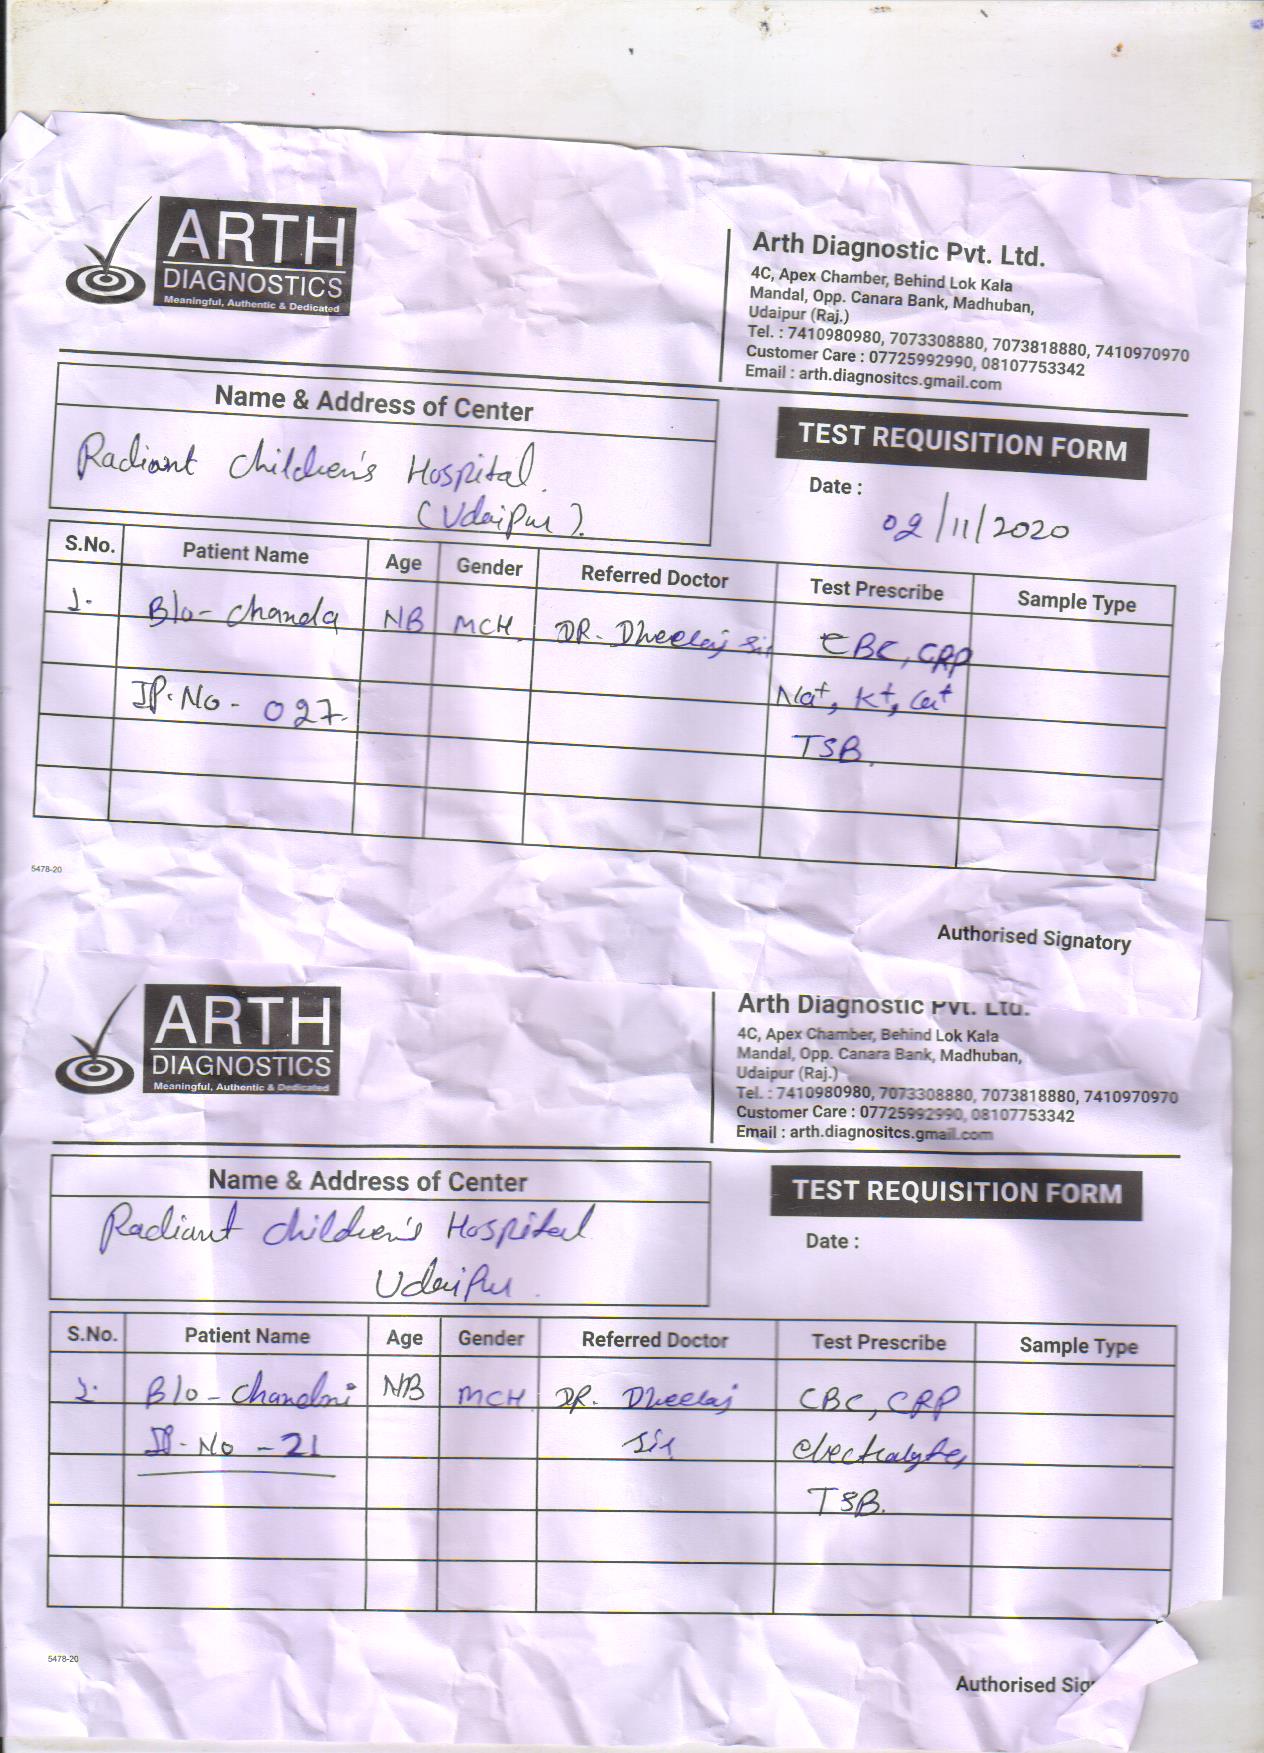 ARTH
DIAGNOSTICS
Meaningful, Authentic & Dedicated
Arth Diagnostic Pvt. Ltd.
4C, Apex Chamber, Behind Lok Kala
Mandal, Opp. Canara Bank, Madhuban,
Udaipur (Raj.)
Tel. : 7410980980, 7073308880, 7073818880, 7410970970
Customer Care : 07725992990, 08107753342
Email : arth.diagnositcs.gmail.com
Name & Address of Center
Radiant Children's Hospital.
(Udaipur).
TEST REQUISITION FORM
Date :
02/11/2020
S.No. Patient Name Age Gender Referred Doctor Test Prescribe Sample Type
1. B/o - Chanda NB MCH. DR. Dheeraj Sir CBC, CRP
IP. No - 027. Na+, K+, Ca+
TSB.
5478-20
Authorised Signatory
ARTH
DIAGNOSTICS
Meaningful, Authentic & Dedicated
Arth Diagnostic Pvt. Ltd.
4C, Apex Chamber, Behind Lok Kala
Mandal, Opp. Canara Bank, Madhuban,
Udaipur (Raj.)
Tel. : 7410980980, 7073308880, 7073818880, 7410970970
Customer Care : 07725992990, 08107753342
Email : arth.diagnositcs.gmail.com
Name & Address of Center
Radiant Children's Hospital
Udaipur.
TEST REQUISITION FORM
Date :
S.No. Patient Name Age Gender Referred Doctor Test Prescribe Sample Type
B/o - Chandni NB MCH. DR. Dheeraj CBC, CRP
IP. No - 21 Sir electrolyte,
TSB.
5478-20
Authorised Sig